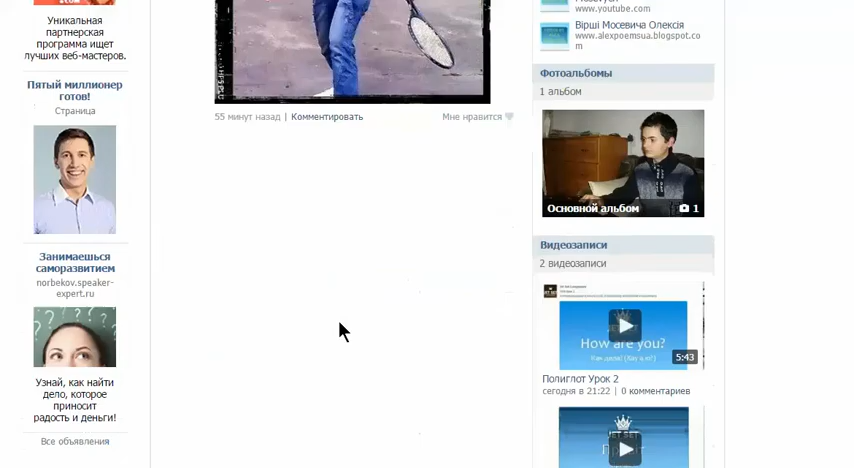 Уникальная
партнерская
программа ищет
лучших веб-мастеров.
Пятый миллионер
готов!
Страница
Занимаешься
саморазвитием
norbekov.speaker-
expert.ru
Узнай, как найти
дело, которое
приносит
радость и деньги!
Все объявления
55 минут назад | Комментировать
Мне нравится
www.youtube.com
Вірші Мосевича Олексія
www.alexpoemsua.blogspot.co
m
Фотоальбомы
1 альбом
Основной альбом 1
Видеозаписи
2 видеозаписи
How are you?
5:43
Полиглот Урок 2
сегодня в 21:22 | 0 комментариев
JET SET